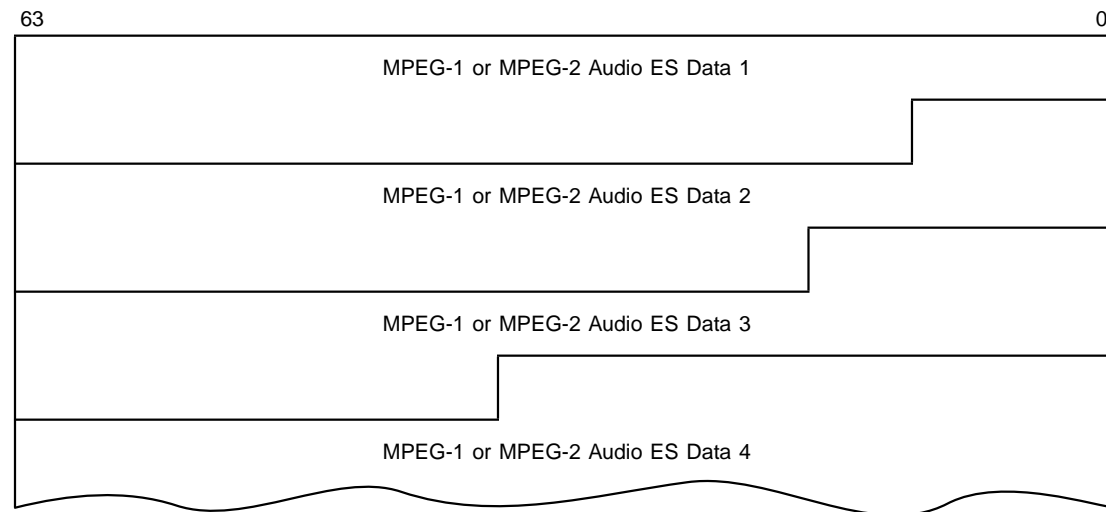 63 0
MPEG-1 or MPEG-2 Audio ES Data 1
MPEG-1 or MPEG-2 Audio ES Data 2
MPEG-1 or MPEG-2 Audio ES Data 3
MPEG-1 or MPEG-2 Audio ES Data 4